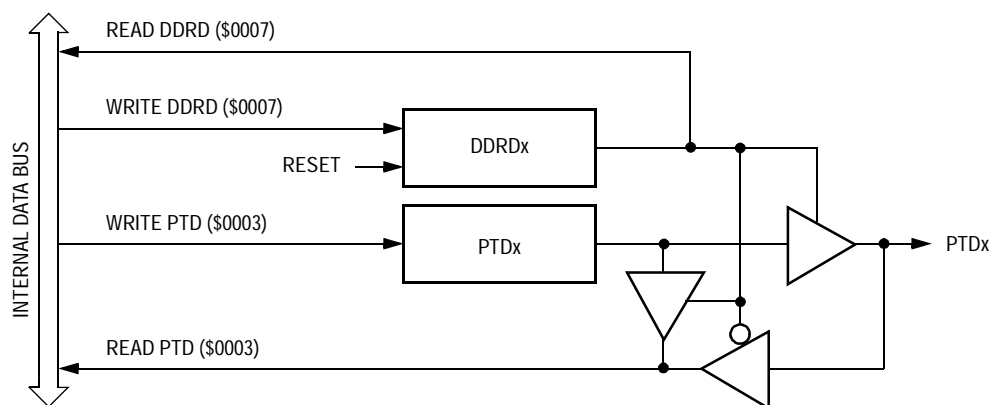 READ DDRD ($0007)
WRITE DDRD ($0007)
DDRDx
RESET
WRITE PTD ($0003)
PTDx
PTDx
READ PTD ($0003)
INTERNAL DATA BUS